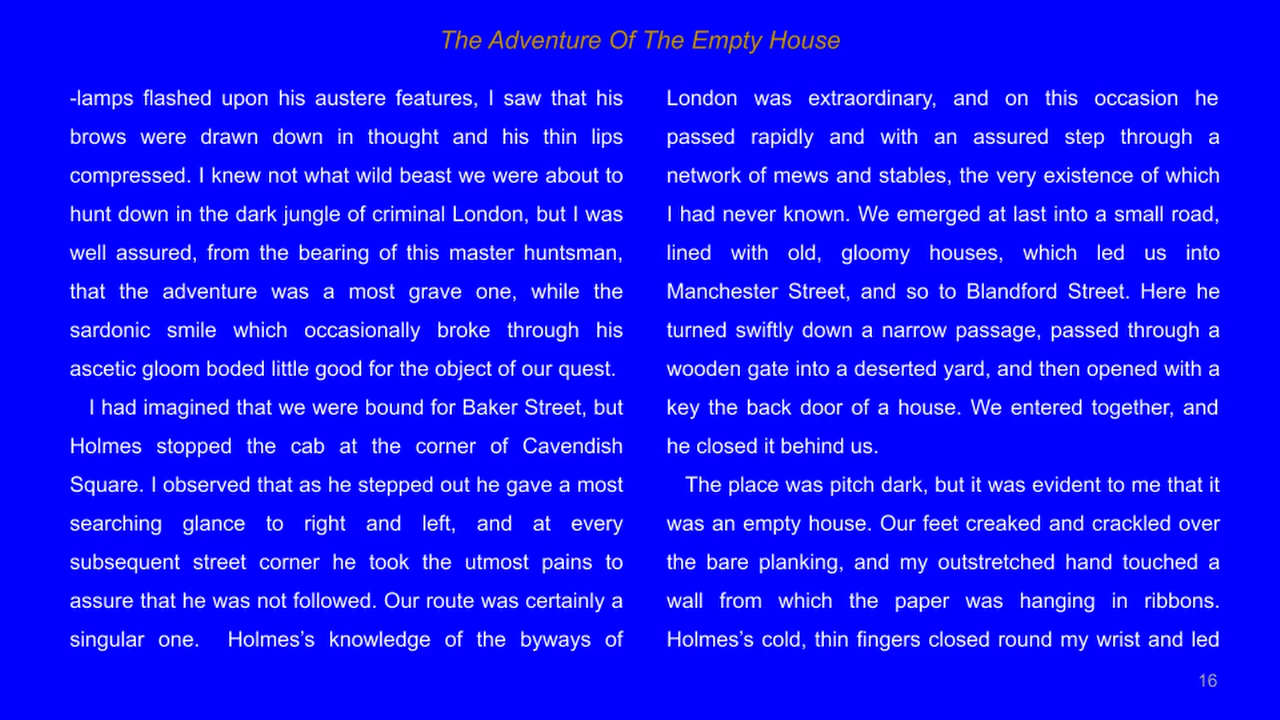 The Adventure Of The Empty House
-lamps flashed upon his austere features, I saw that his
brows were drawn down in thought and his thin lips
compressed. I knew not what wild beast we were about to
hunt down in the dark jungle of criminal London, but I was
well assured, from the bearing of this master huntsman,
that the adventure was a most grave one, while the
sardonic smile which occasionally broke through his
ascetic gloom boded little good for the object of our quest.
I had imagined that we were bound for Baker Street, but
Holmes stopped the cab at the corner of Cavendish
Square. I observed that as he stepped out he gave a most
searching glance to right and left, and at every
subsequent street corner he took the utmost pains to
assure that he was not followed. Our route was certainly a
singular one.  Holmes’s knowledge of the byways of
London was extraordinary, and on this occasion he
passed rapidly and with an assured step through a
network of mews and stables, the very existence of which
I had never known. We emerged at last into a small road,
lined with old, gloomy houses, which led us into
Manchester Street, and so to Blandford Street. Here he
turned swiftly down a narrow passage, passed through a
wooden gate into a deserted yard, and then opened with a
key the back door of a house. We entered together, and
he closed it behind us.
The place was pitch dark, but it was evident to me that it
was an empty house. Our feet creaked and crackled over
the bare planking, and my outstretched hand touched a
wall from which the paper was hanging in ribbons.
Holmes’s cold, thin fingers closed round my wrist and led
16